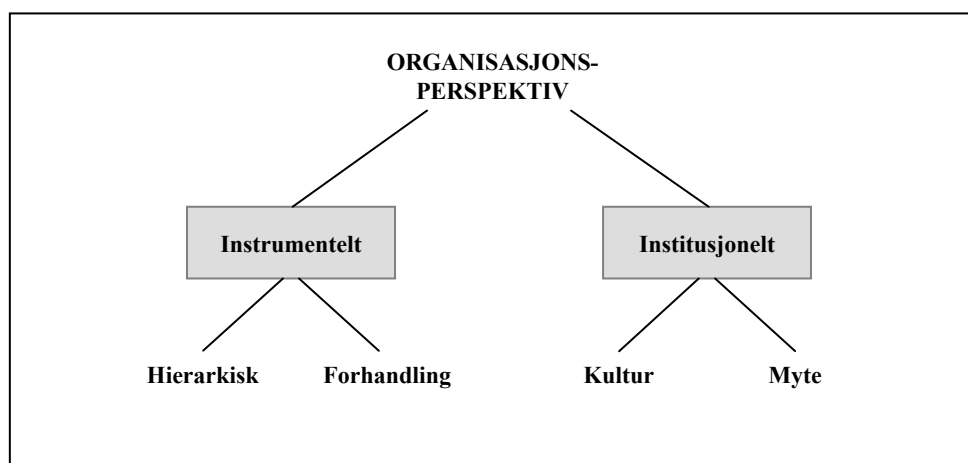 ORGANISASJONS-
PERSPEKTIV
Instrumentelt
Institusjonelt
Hierarkisk
Forhandling
Kultur
Myte